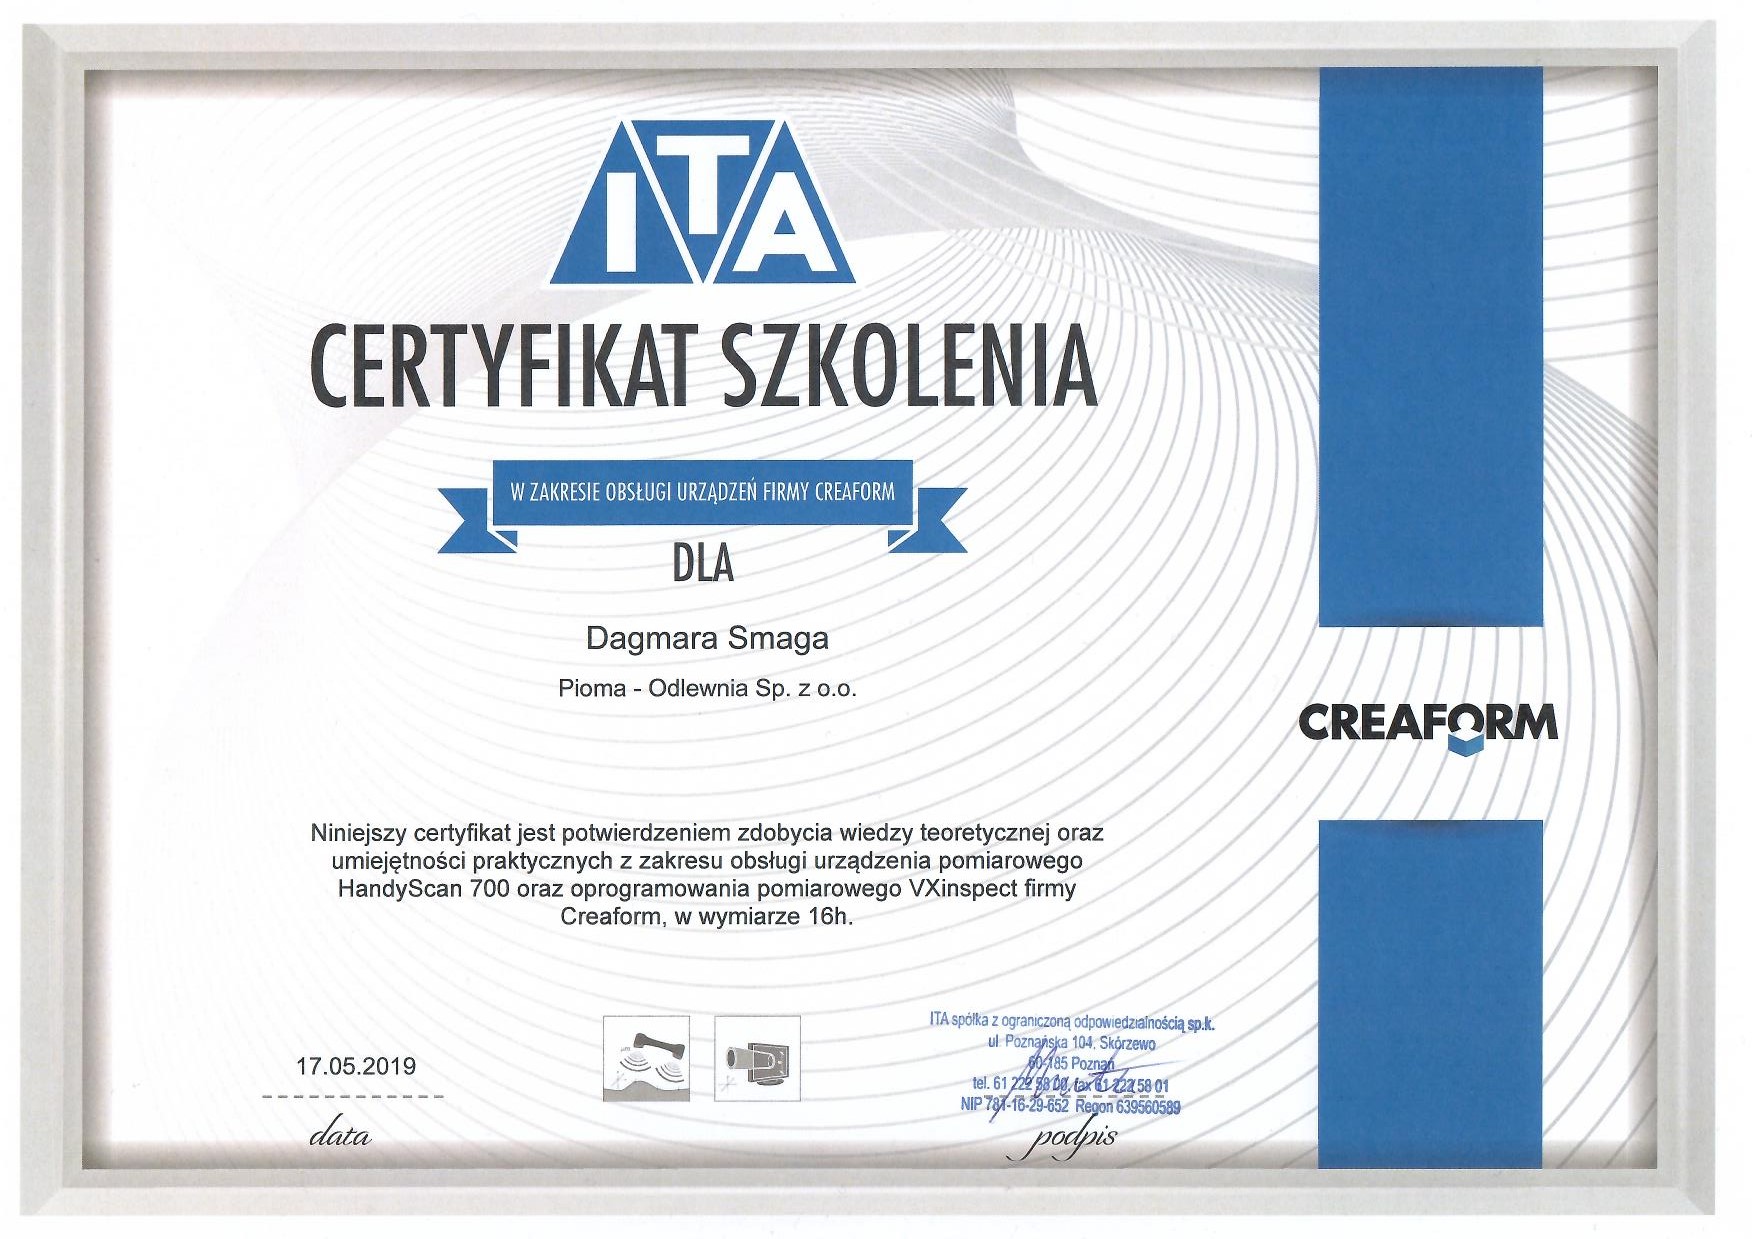 ITA
CERTYFIKAT SZKOLENIA
W ZAKRESIE OBSŁUGI URZĄDZEŃ FIRMY CREAFORM
DLA
Dagmara Smaga
Pioma - Odlewnia Sp. z o.o.
CREAFORM
Niniejszy certyfikat jest potwierdzeniem zdobycia wiedzy teoretycznej oraz
umiejętności praktycznych z zakresu obsługi urządzenia pomiarowego
HandyScan 700 oraz oprogramowania pomiarowego VXinspect firmy
Creaform, w wymiarze 16h.
17.05.2019
data
ITA spółka z ograniczoną odpowiedzialnością sp.k.
ul. Poznańska 104, Skórzewo
60-185 Poznań
tel. 61 222 58 00, fax 61 222 58 01
NIP 781-16-29-652 Regon 639560589
podpis